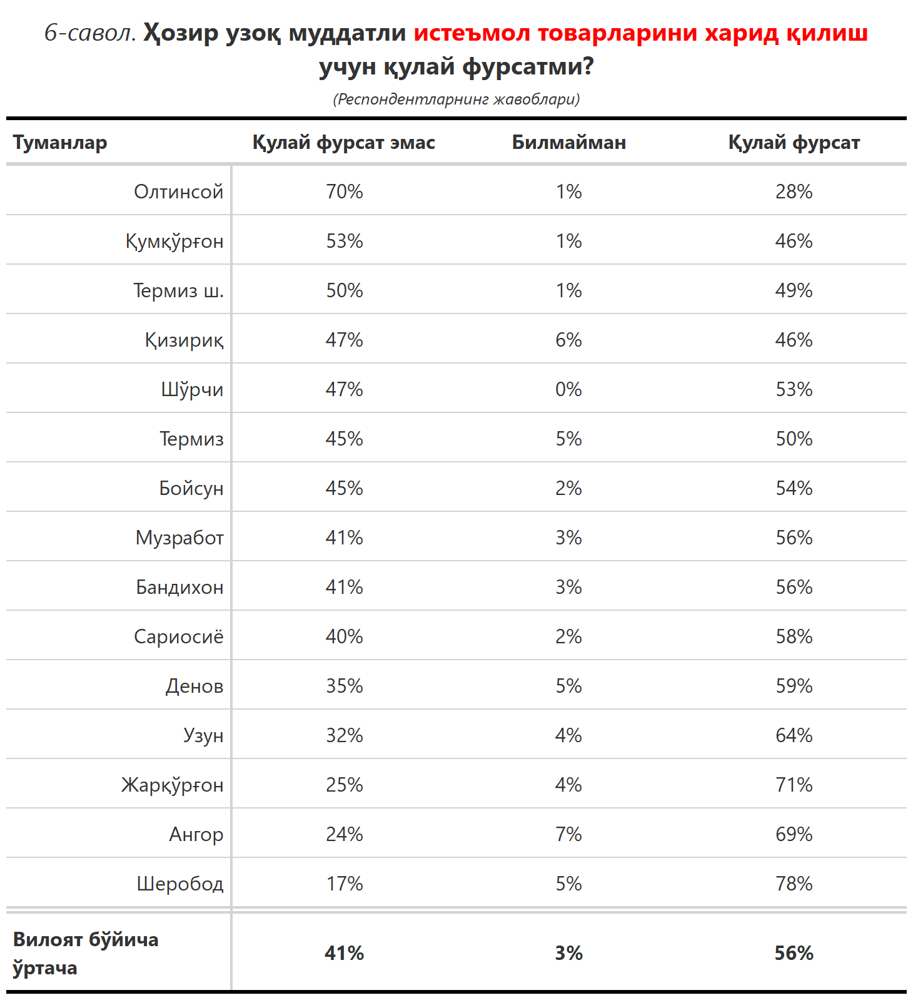 6-савол. Ҳозир узоқ муддатли истеъмол товарларини харид қилиш
учун қулай фурсатми?
(Респондентларнинг жавоблари)
Туманлар Қулай фурсат эмас Билмайман Қулай фурсат
Олтинсой 70% 1% 28%
Қумқўрғон 53% 1% 46%
Термиз ш. 50% 1% 49%
Қизириқ 47% 6% 46%
Шўрчи 47% 0% 53%
Термиз 45% 5% 50%
Бойсун 45% 2% 54%
Музработ 41% 3% 56%
Бандихон 41% 3% 56%
Сариосиё 40% 2% 58%
Денов 35% 5% 59%
Узун 32% 4% 64%
Жарқўрғон 25% 4% 71%
Ангор 24% 7% 69%
Шеробод 17% 5% 78%
Вилоят бўйича
ўртача 41% 3% 56%